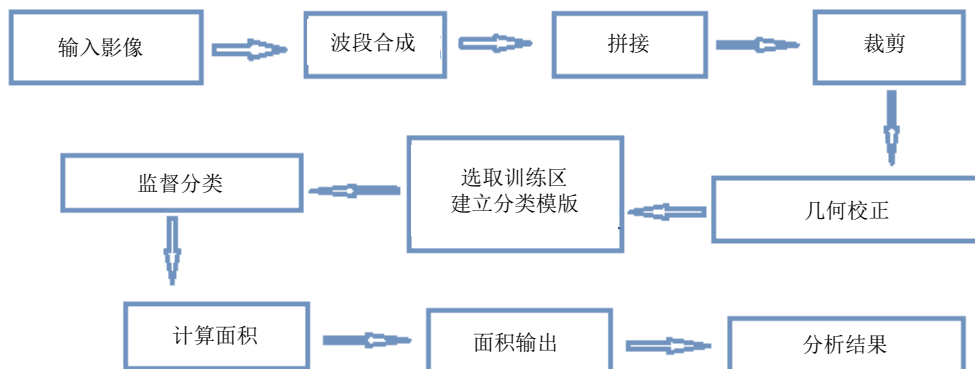 输入影像
波段合成
拼接
裁剪
几何校正
选取训练区
建立分类模版
监督分类
计算面积
面积输出
分析结果